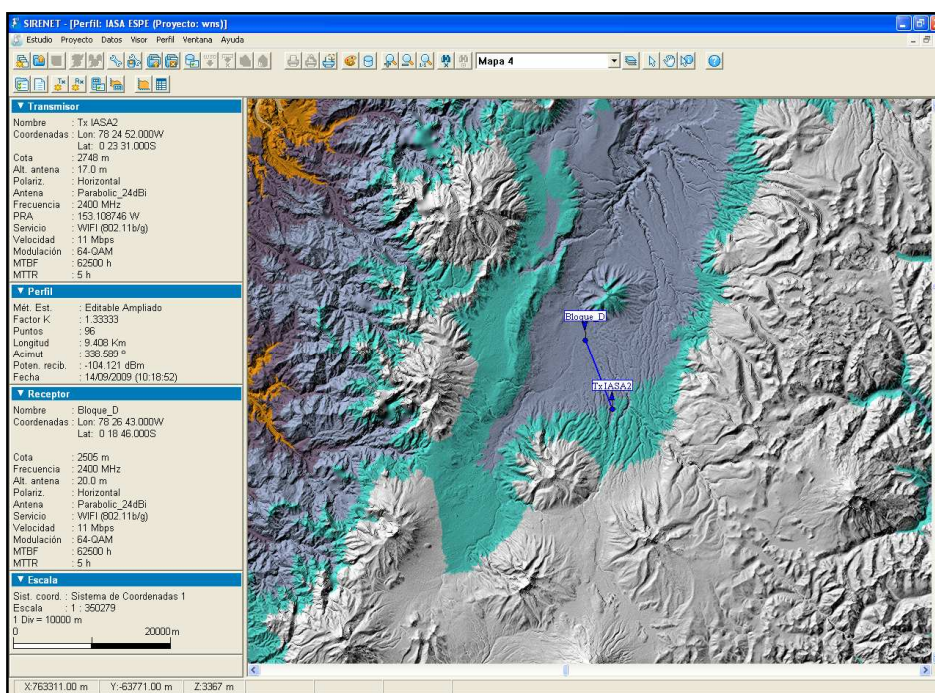 SIRENET - [Perfil: IASA ESPE (Proyecto: wns)]
Estudio Proyecto Datos Visor Perfil Ventana Ayuda
Mapa 4
Transmisor
Nombre : Tx IASA2
Coordenadas : Lon: 78 24 52.000W
Lat: 0 23 31.000S
Cota : 2748 m
Alt. antena : 17.0 m
Polariz. : Horizontal
Antena : Parabolic_24dBi
Frecuencia : 2400 MHz
PRA : 153.108746 W
Servicio : WIFI (802.11b/g)
Velocidad : 11 Mbps
Modulación : 64-QAM
MTBF : 62500 h
MTTR : 5 h
Perfil
Mét. Est. : Editable Ampliado
Factor K : 1.33333
Puntos : 96
Longitud : 9.408 Km
Acimut : 338.589 º
Poten. recib. : -104.121 dBm
Fecha : 14/09/2009 (10:18:52)
Receptor
Nombre : Bloque_D
Coordenadas : Lon: 78 26 43.000W
Lat: 0 18 46.000S
Cota : 2505 m
Frecuencia : 2400 MHz
Alt. antena : 20.0 m
Polariz. : Horizontal
Antena : Parabolic_24dBi
Servicio : WIFI (802.11b/g)
Velocidad : 11 Mbps
Modulación : 64-QAM
MTBF : 62500 h
MTTR : 5 h
Escala
Sist. coord. : Sistema de Coordenadas 1
Escala : 1 : 350279
1 Div = 10000 m
0 20000 m
Bloque_D
Tx IASA2
X:763311.00 m Y:-63771.00 m Z:3367 m